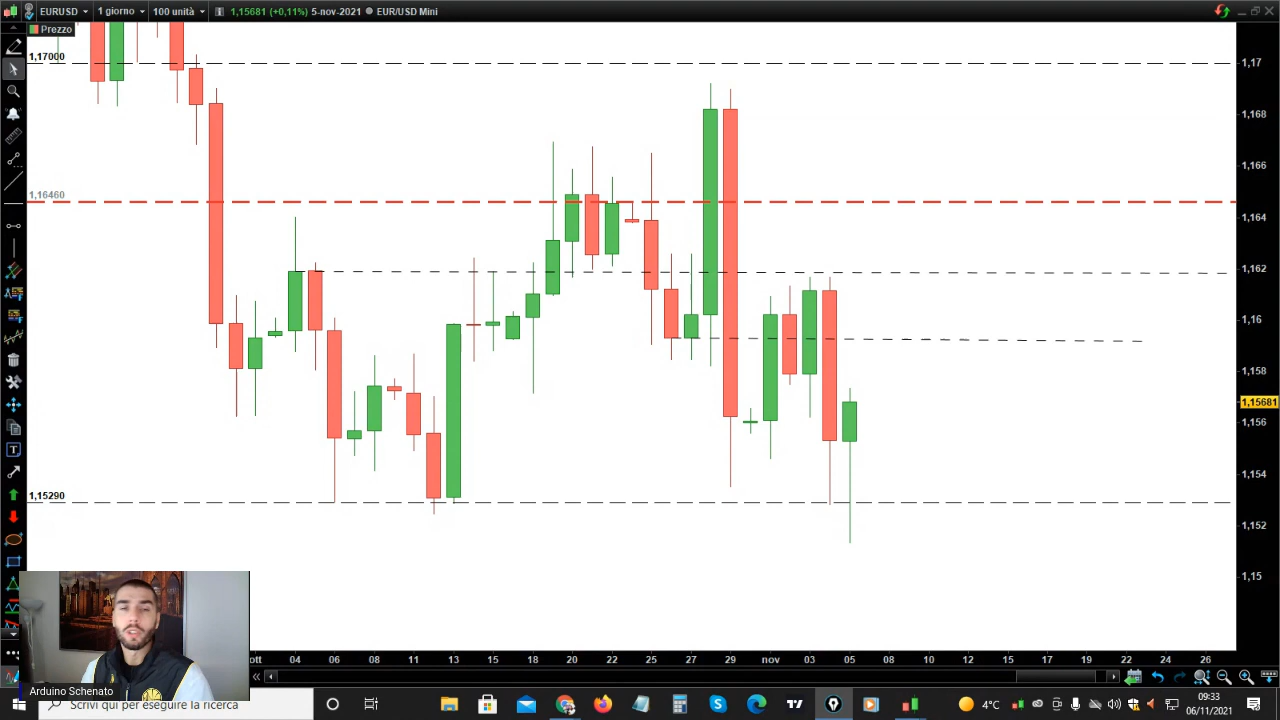 EURUSD 1 giorno 100 unità 1,15681 (+0,11%) 5-nov-2021 EUR/USD Mini
Prezzo
1,17000
1,17
1,168
1,166
1,16460
1,164
1,162
1,16
1,158
1,15681
1,156
1,154
1,15290
1,152
1,15
Arduino Schenato
ott 04 06 08 11 13 15 18 20 22 25 27 29 nov 03 05 08 10 12 15 17 19 22 24 26
Scrivi qui per eseguire la ricerca
4°C
09:33
06/11/2021